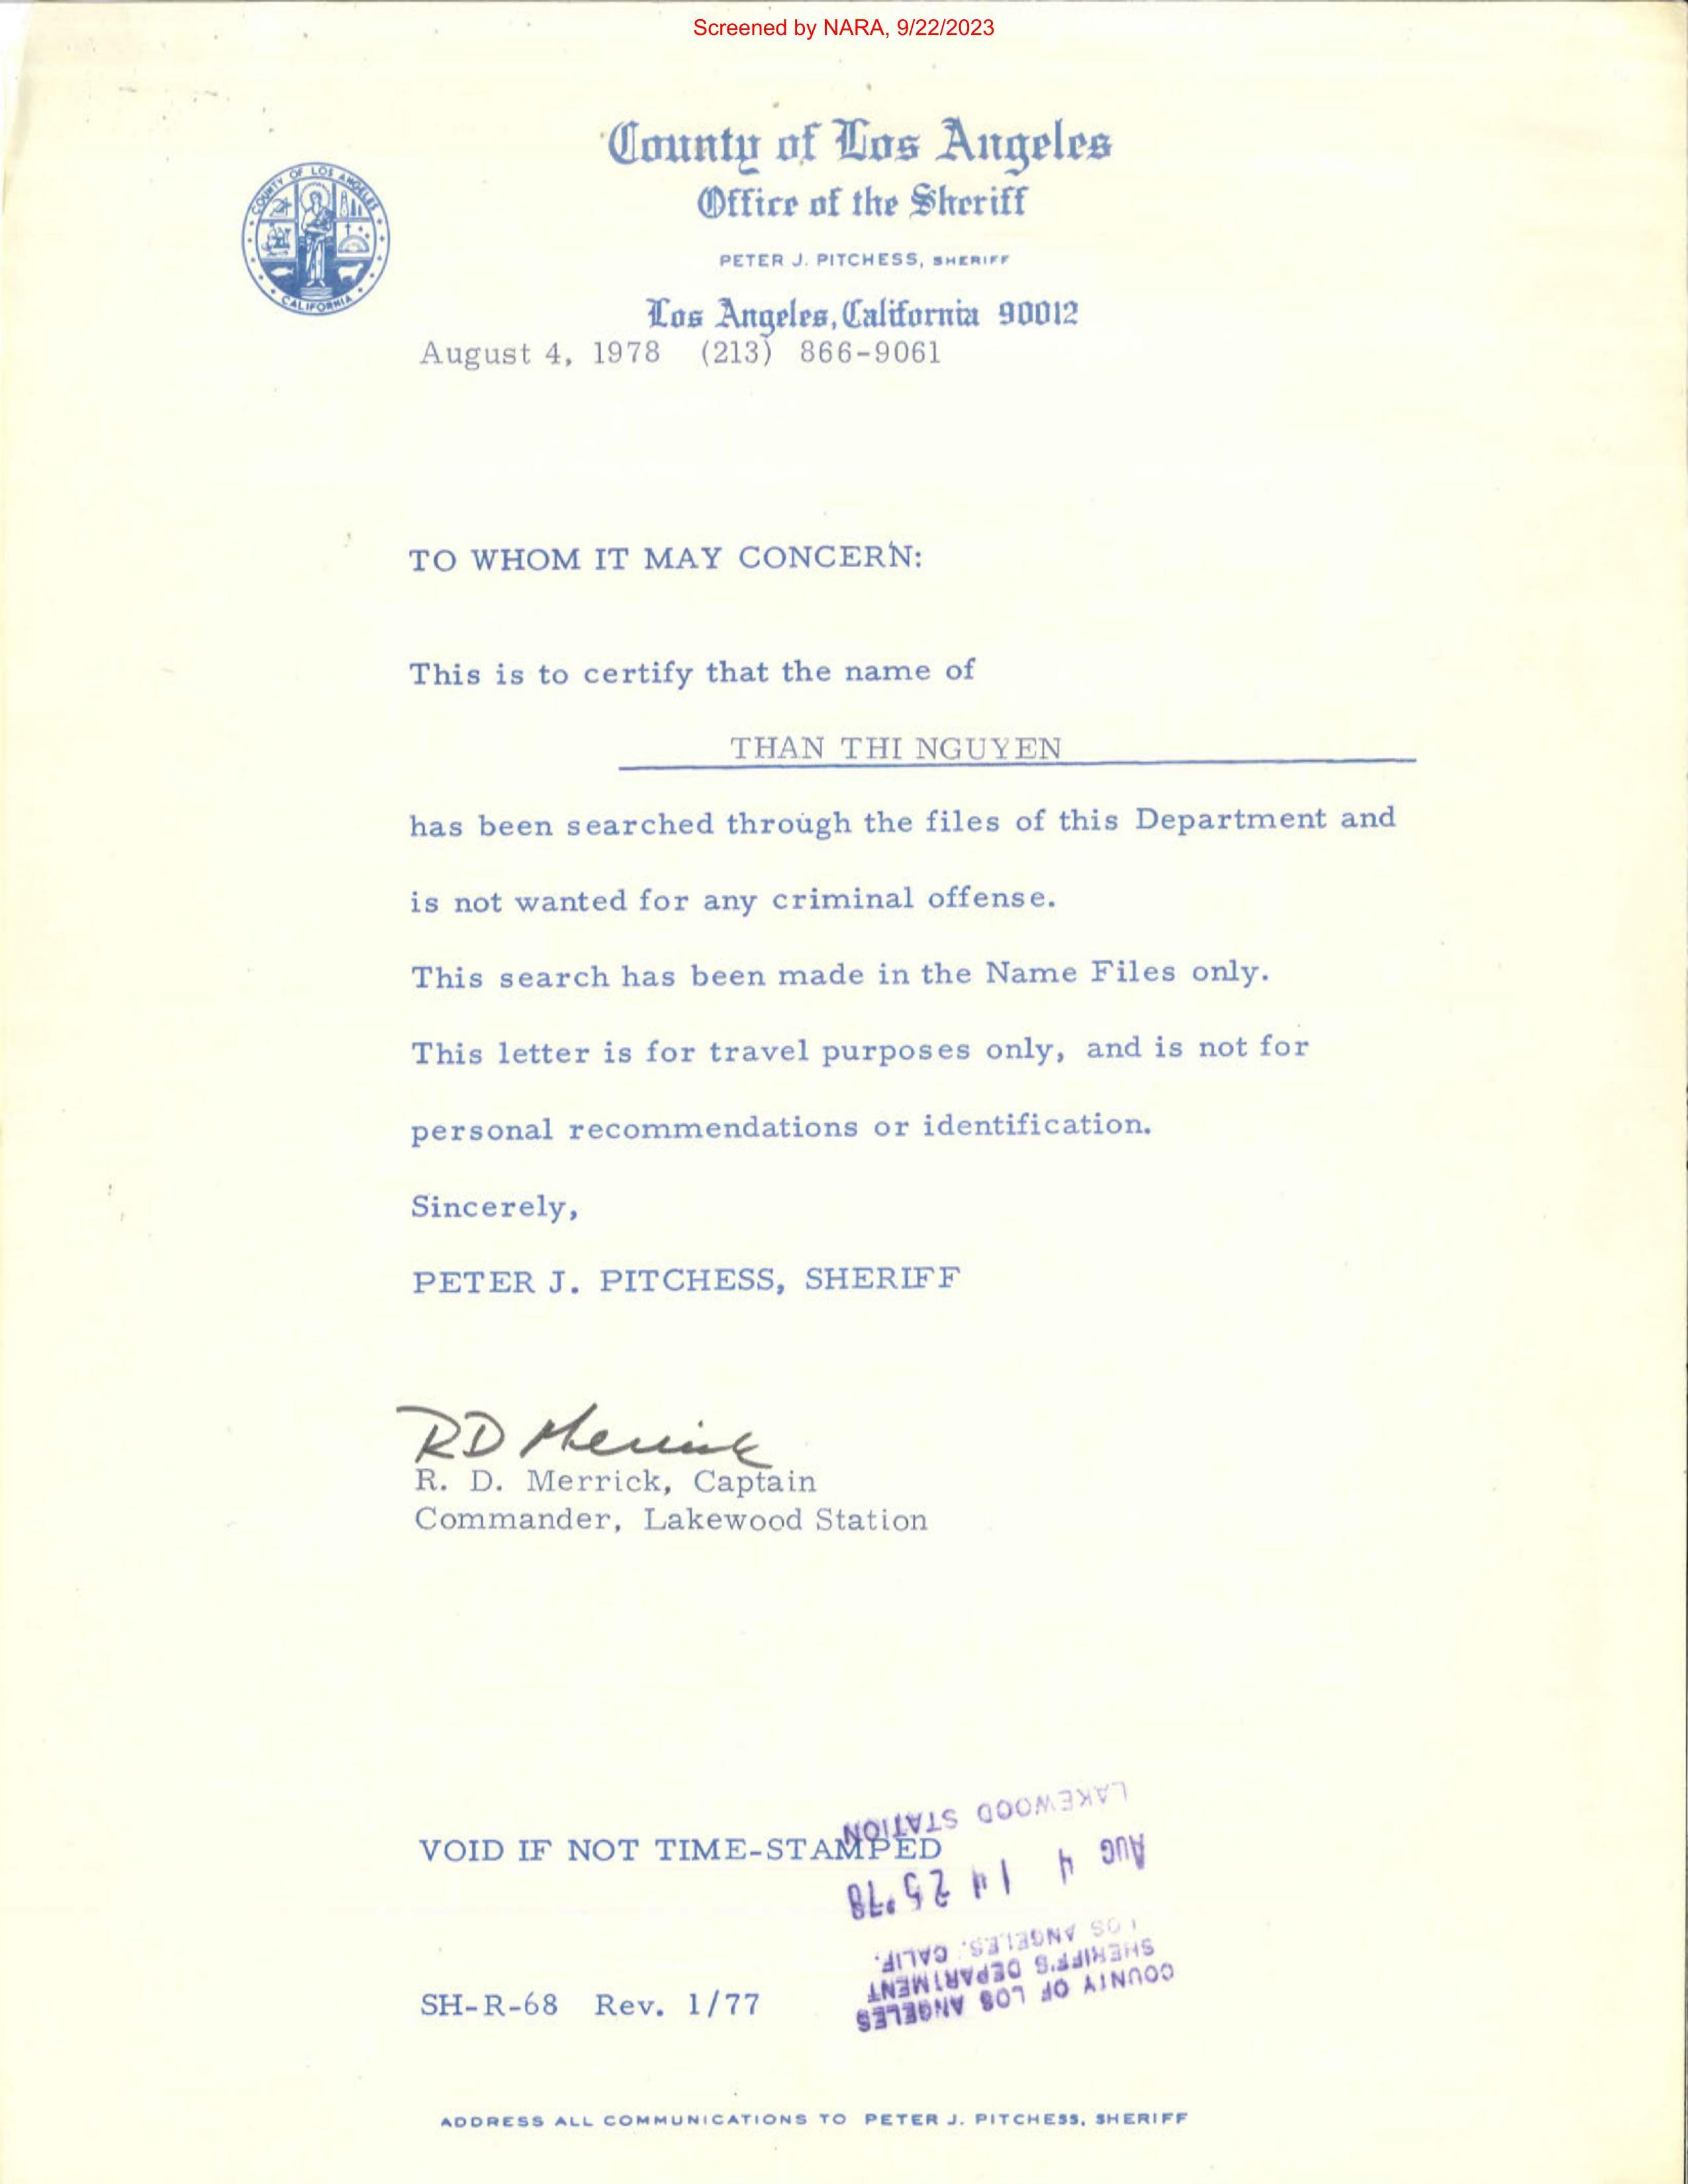 Screened by NARA, 9/22/2023
County of Los Angeles
Office of the Sheriff
PETER J. PITCHESS, SHERIFF
Los Angeles, California 90012
COUNTY OF LOS ANGELES
CALIFORNIA
August 4, 1978 (213) 866-9061
TO WHOM IT MAY CONCERN:
This is to certify that the name of
THAN THI NGUYEN
has been searched through the files of this Department and
is not wanted for any criminal offense.
This search has been made in the Name Files only.
This letter is for travel purposes only, and is not for
personal recommendations or identification.
Sincerely,
PETER J. PITCHESS, SHERIFF
RD Merrick
R. D. Merrick, Captain
Commander, Lakewood Station
VOID IF NOT TIME-STAMPED
COUNTY OF LOS ANGELES
SHERIFF'S DEPARTMENT
LOS ANGELES, CALIF.
AUG 4 14 25 '78
LAKEWOOD STATION
SH-R-68 Rev. 1/77
ADDRESS ALL COMMUNICATIONS TO PETER J. PITCHESS, SHERIFF